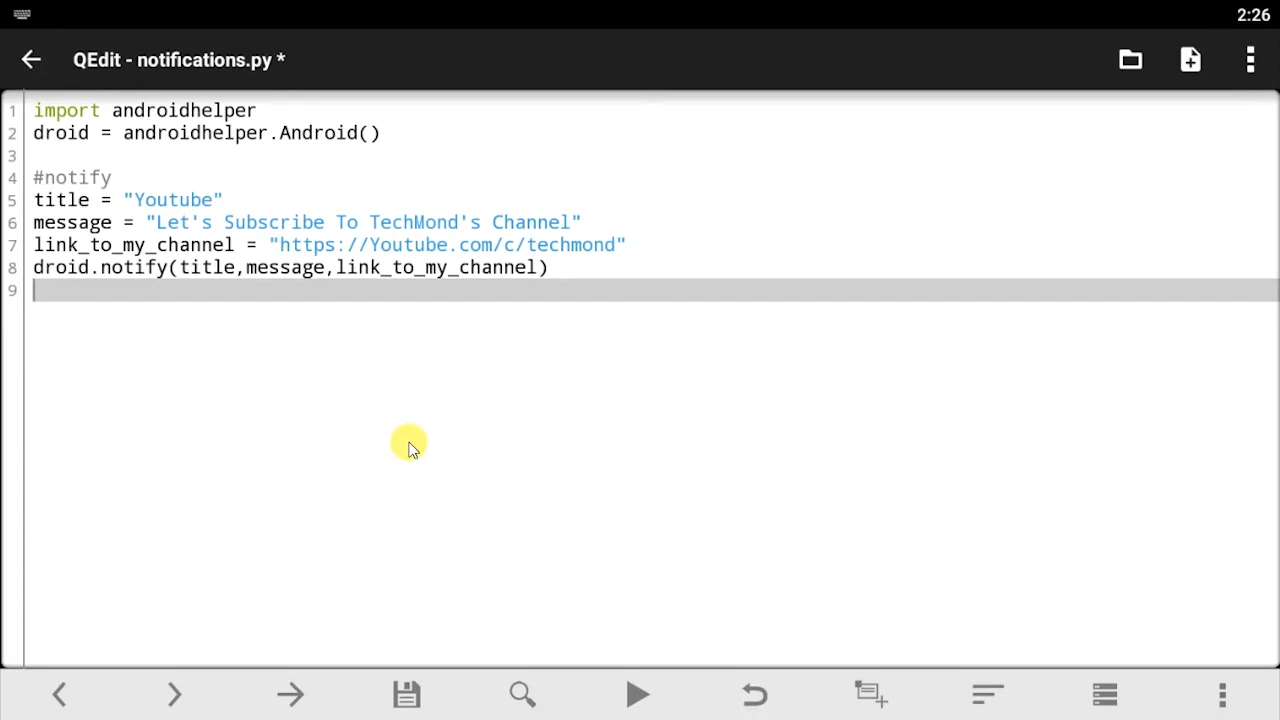 2:26
QEdit - notifications.py *
1 import androidhelper
2 droid = androidhelper.Android()
3
4 #notify
5 title = "Youtube"
6 message = "Let's Subscribe To TechMond's Channel"
7 link_to_my_channel = "https://Youtube.com/c/techmond"
8 droid.notify(title,message,link_to_my_channel)
9